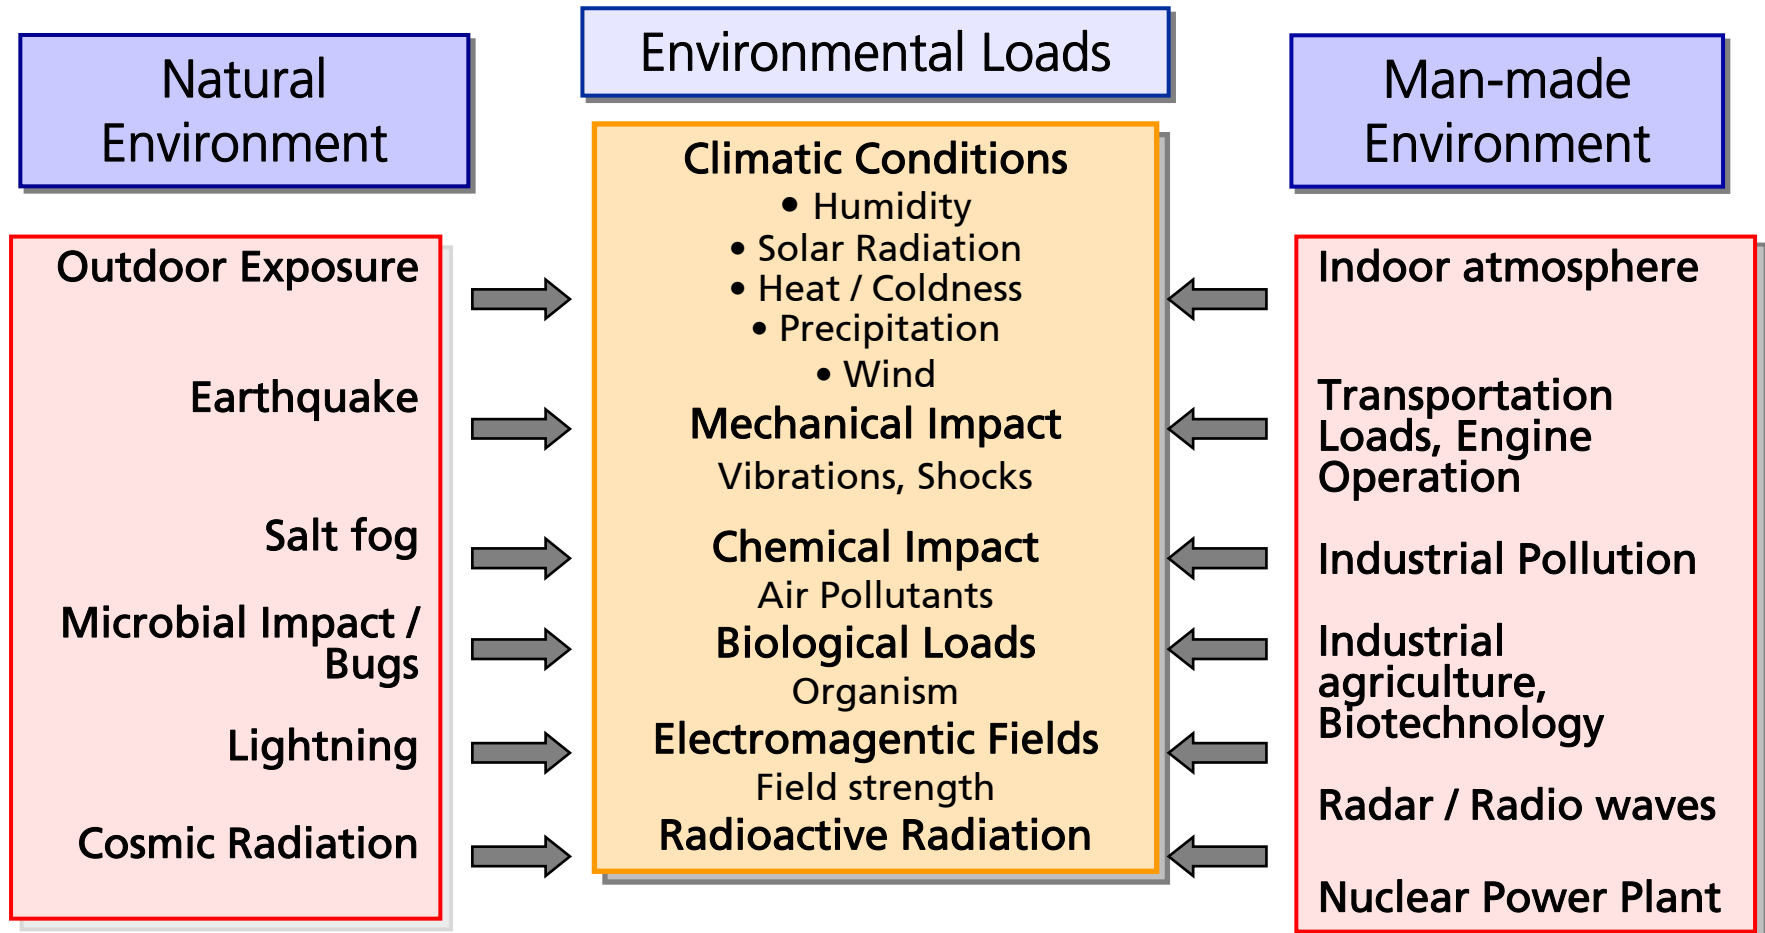 Natural
Environment
Outdoor Exposure
Earthquake
Salt fog
Microbial Impact /
Bugs
Lightning
Cosmic Radiation
Environmental Loads
Climatic Conditions
• Humidity
• Solar Radiation
• Heat / Coldness
• Precipitation
• Wind
Mechanical Impact
Vibrations, Shocks
Chemical Impact
Air Pollutants
Biological Loads
Organism
Electromagentic Fields
Field strength
Radioactive Radiation
Man-made
Environment
Indoor atmosphere
Transportation
Loads, Engine
Operation
Industrial Pollution
Industrial
agriculture,
Biotechnology
Radar / Radio waves
Nuclear Power Plant